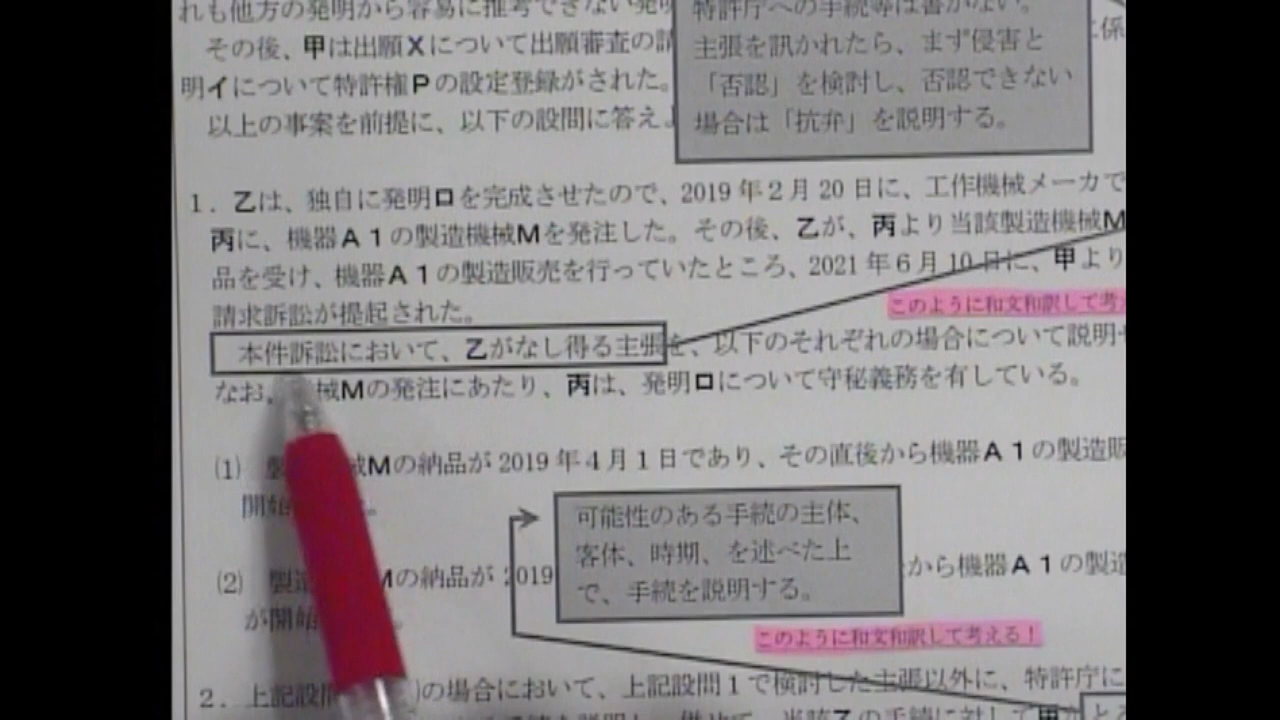 れも他方の発明から容易に推考できない発明
その後、甲は出願Xについて出願審査の請
明イについて特許権Pの設定登録がされた。
以上の事案を前提に、以下の設問に答え
特許庁への手続等は書かない。
主張を訊かれたら、まず侵害と
「否認」を検討し、否認できない
場合は「抗弁」を説明する。
係
1．乙は、独自に発明ロを完成させたので、2019年2月20日に、工作機械メーカで
丙に、機器A1の製造機械Mを発注した。その後、乙が、丙より当該製造機械M
品を受け、機器A1の製造販売を行っていたところ、2021年6月10日に、甲より
請求訴訟が提起された。
このように和文和訳して考
本件訴訟において、乙がなし得る主張を、以下のそれぞれの場合について説明
なお、械Mの発注にあたり、丙は、発明ロについて守秘義務を有している。
(1) 械Mの納品が2019年4月1日であり、その直後から機器A1の製造販
開始
可能性のある手続の主体、
客体、時期、を述べた上
で、手続を説明する。
(2) 製造Mの納品が2019から機器A1の製造
が開始
このように和文和訳して考える！
2．上記設問)の場合において、上記設問1で検討した主張以外に、特許庁に